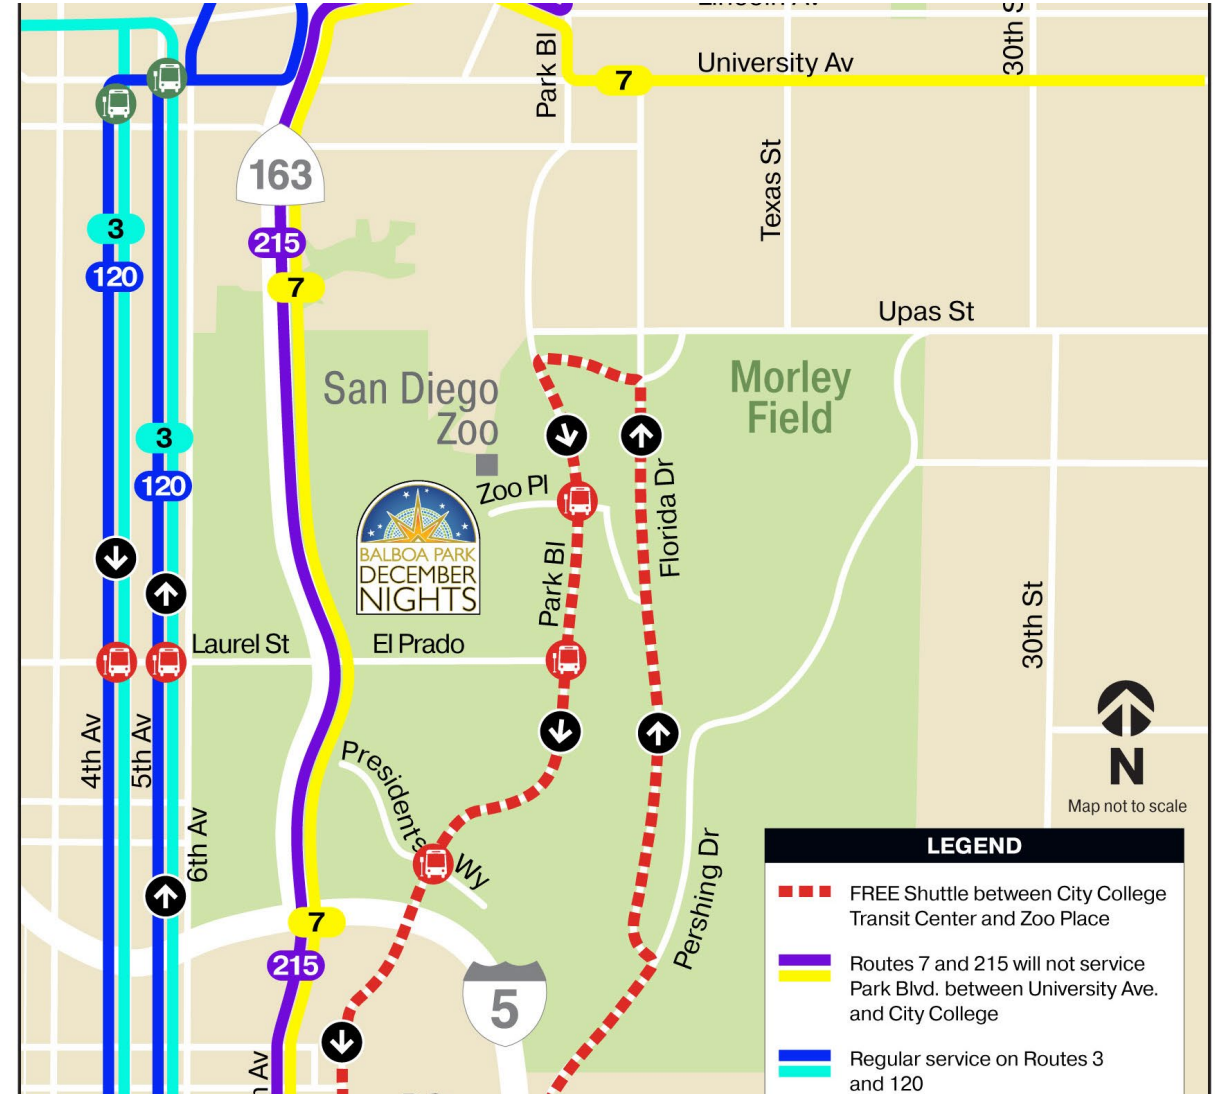 Lincoln Av
30th S
Park Bl
University Av
7
163
Texas St
3
215
120
7
Upas St
San Diego
Zoo
Morley
Field
3
120
Zoo Pl
Florida Dr
BALBOA PARK
DECEMBER
NIGHTS
Park Bl
30th St
Laurel St
El Prado
4th Av
5th Av
Presidents Wy
N
Map not to scale
6th Av
Pershing Dr
7
215
5
LEGEND
FREE Shuttle between City College
Transit Center and Zoo Place
Routes 7 and 215 will not service
Park Blvd. between University Ave.
and City College
Regular service on Routes 3
and 120
Av